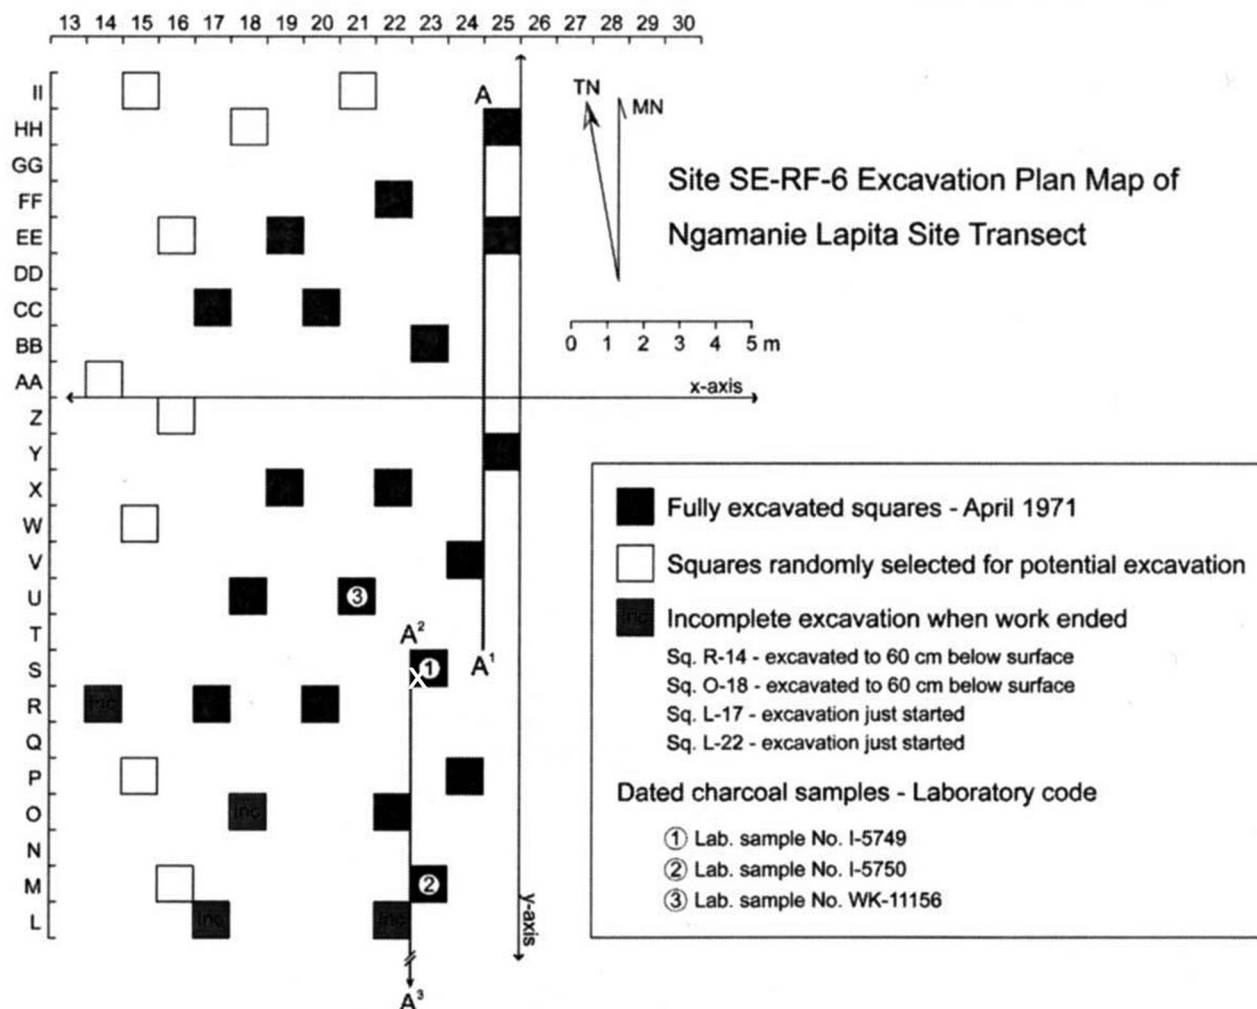 13 14 15 16 17 18 19 20 21 22 23 24 25 26 27 28 29 30
II
HH
GG
FF
EE
DD
CC
BB
AA
Z
Y
X
W
V
U
T
S
R
Q
P
O
N
M
L
A
TN
MN
Site SE-RF-6 Excavation Plan Map of
Ngamanie Lapita Site Transect
0 1 2 3 4 5 m
x-axis
y-axis
3
A²
A¹
1
X
Inc
Inc
2
Inc
Inc
A³
Fully excavated squares - April 1971
Squares randomly selected for potential excavation
Inc
Incomplete excavation when work ended
Sq. R-14 - excavated to 60 cm below surface
Sq. O-18 - excavated to 60 cm below surface
Sq. L-17 - excavation just started
Sq. L-22 - excavation just started
Dated charcoal samples - Laboratory code
① Lab. sample No. I-5749
② Lab. sample No. I-5750
③ Lab. sample No. WK-11156